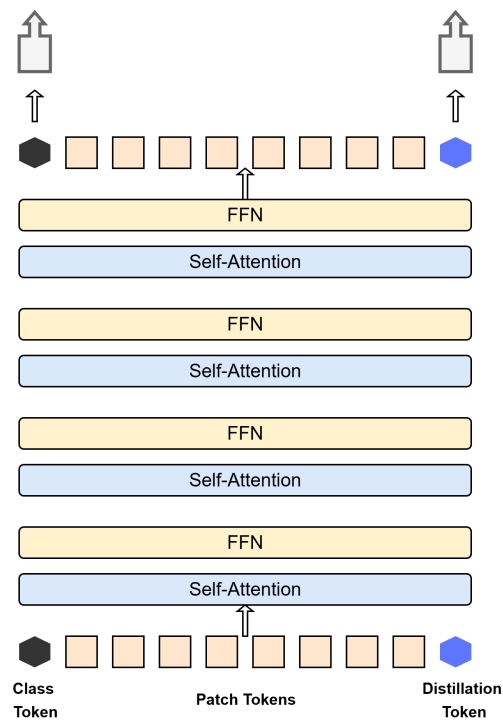 FFN
Self-Attention
FFN
Self-Attention
FFN
Self-Attention
FFN
Self-Attention
Class
Token
Patch Tokens
Distillation
Token